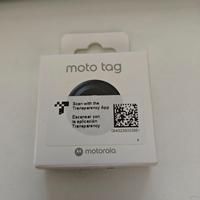 moto tag
Scan with the
Transparency App
Escanear con
la aplicación
Transparency
motorola